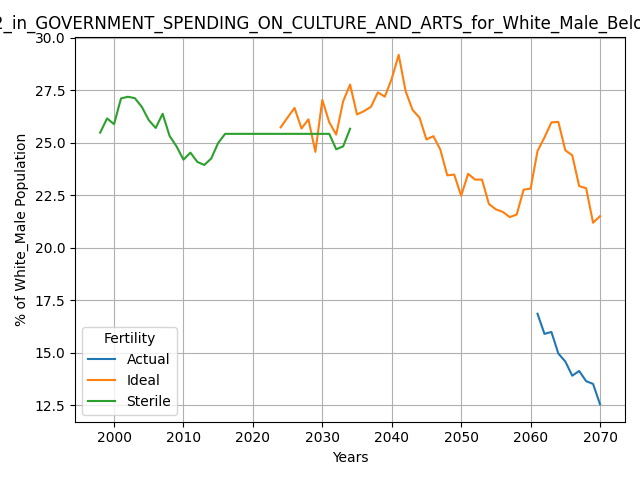 2_in_GOVERNMENT_SPENDING_ON_CULTURE_AND_ARTS_for_White_Male_Belo
30.0
27.5
25.0
22.5
20.0
17.5
15.0
12.5
% of White_Male Population
Fertility
Actual
Ideal
Sterile
2000 2010 2020 2030 2040 2050 2060 2070
Years